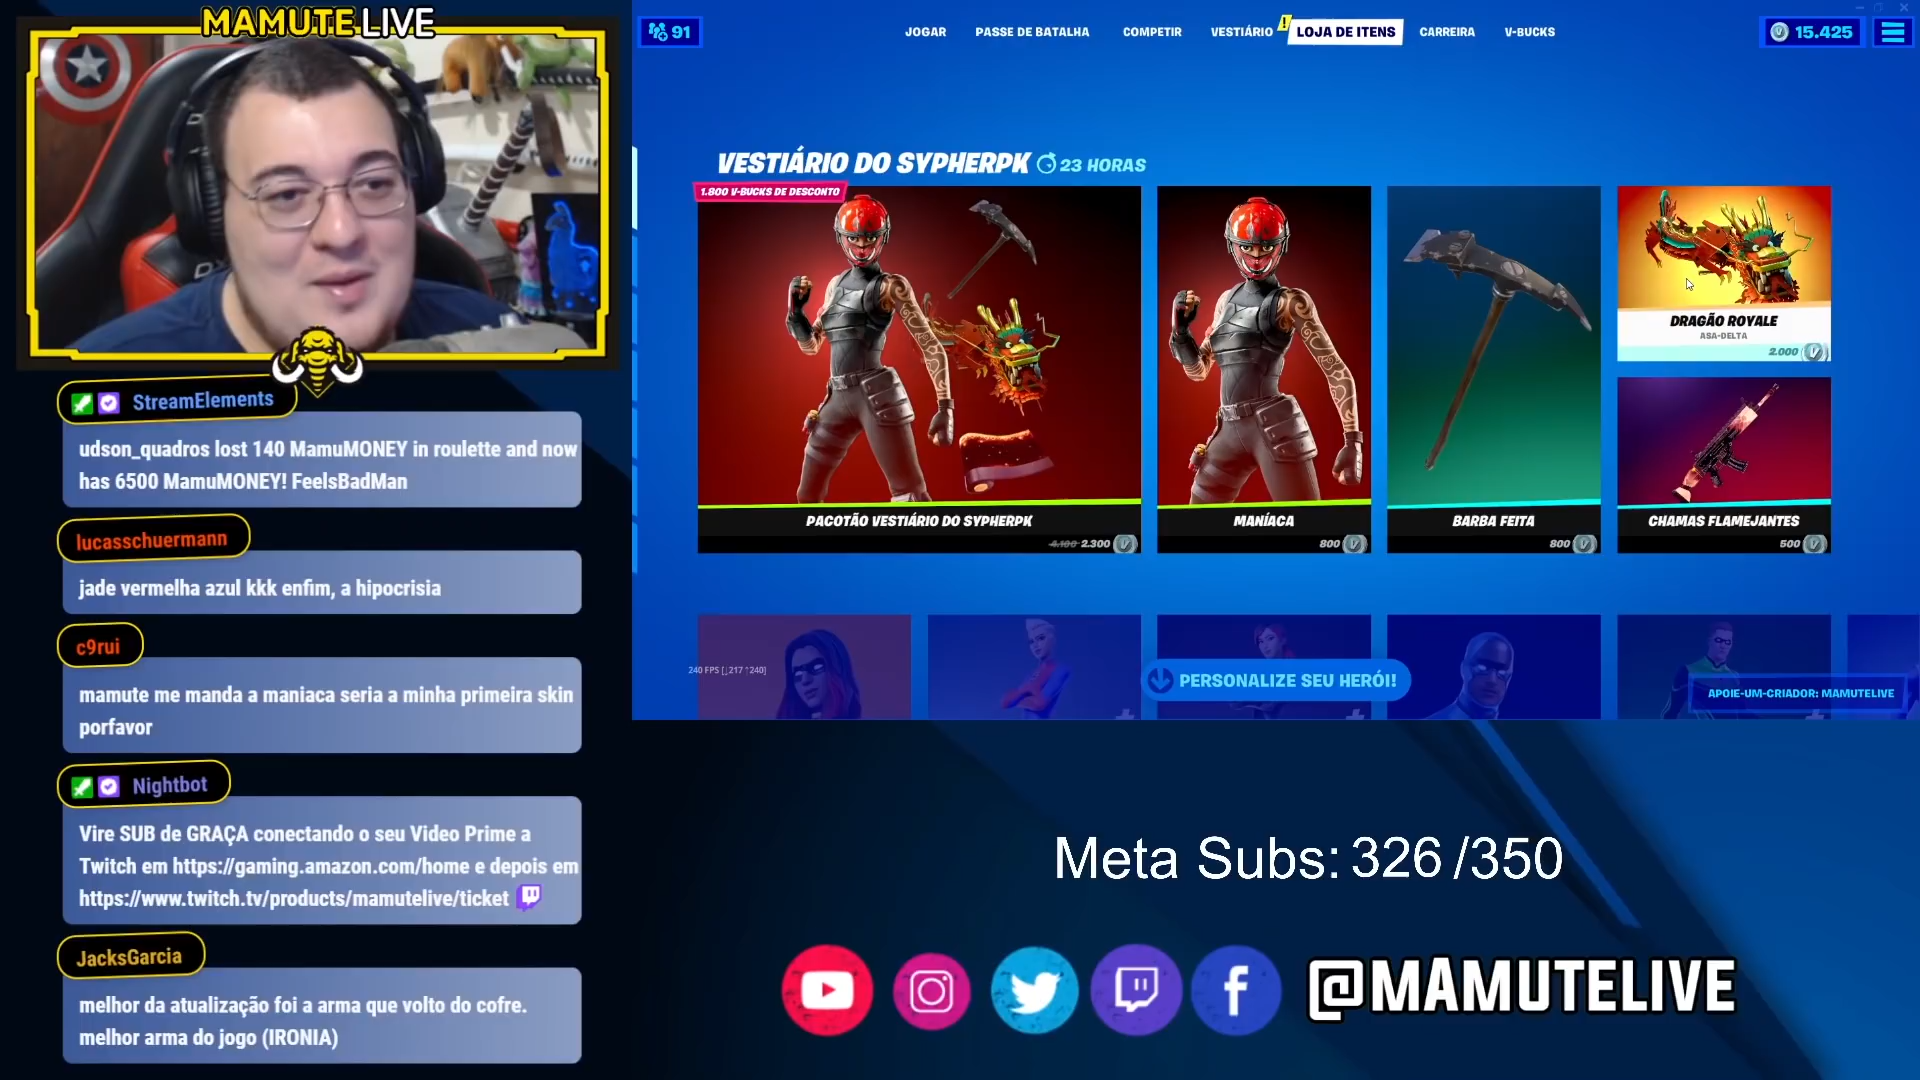 MAMUTE LIVE
91
JOGAR
PASSE DE BATALHA
COMPETIR
VESTIÁRIO
!
LOJA DE ITENS
CARREIRA
V-BUCKS
15.425
VESTIÁRIO DO SYPHERPK 23 HORAS
1.800 V-BUCKS DE DESCONTO
PACOTÃO VESTIÁRIO DO SYPHERPK
4.100 2.300
MANÍACA
800
BARBA FEITA
800
DRAGÃO ROYALE
ASA-DELTA
2.000
CHAMAS FLAMEJANTES
500
240 FPS [↓217 ↑240]
PERSONALIZE SEU HERÓI!
APOIE-UM-CRIADOR: MAMUTELIVE
StreamElements
udson_quadros lost 140 MamuMONEY in roulette and now
has 6500 MamuMONEY! FeelsBadMan
lucasschuermann
jade vermelha azul kkk enfim, a hipocrisia
c9rui
mamute me manda a maniaca seria a minha primeira skin
porfavor
Nightbot
Vire SUB de GRAÇA conectando o seu Video Prime a
Twitch em https://gaming.amazon.com/home e depois em
https://www.twitch.tv/products/mamutelive/ticket
JacksGarcia
melhor da atualização foi a arma que volto do cofre.
melhor arma do jogo (IRONIA)
Meta Subs: 326 /350
@MAMUTELIVE